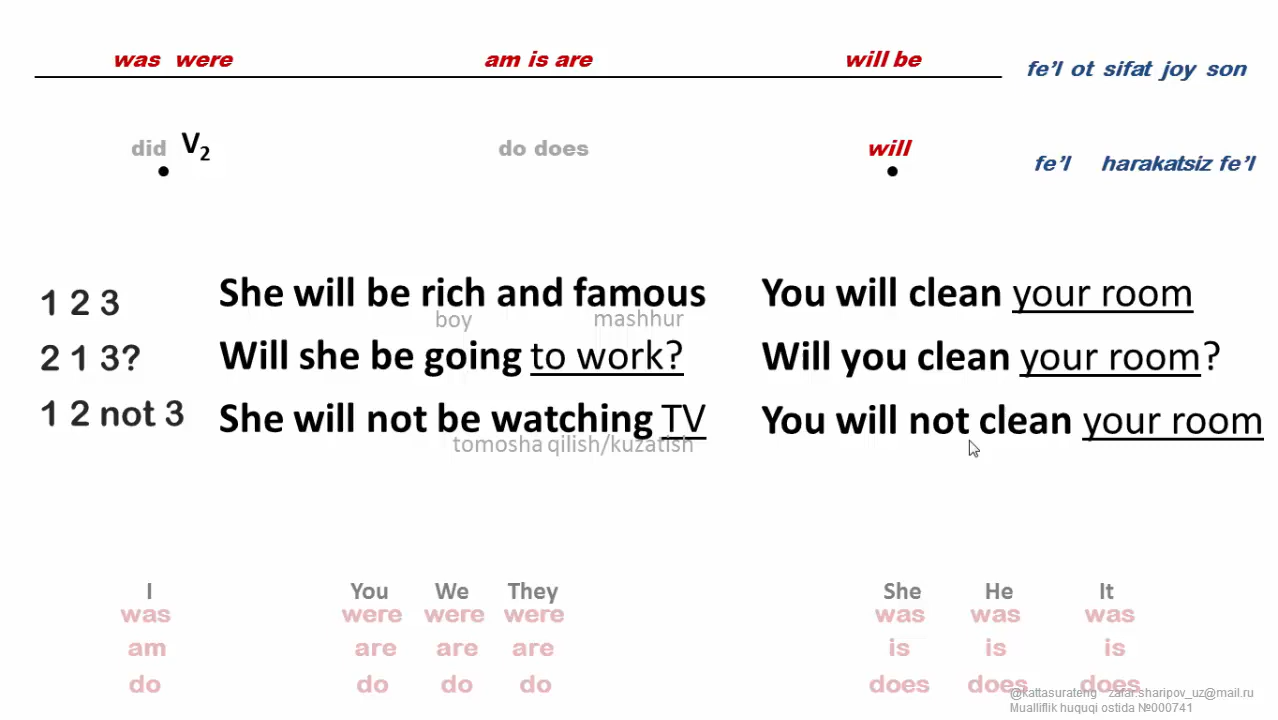 was were am is are will be fe’l ot sifat joy son
did V₂ do does will fe’l harakatsiz fe’l
1 2 3 She will be rich and famous You will clean your room
boy mashhur
2 1 3? Will she be going to work? Will you clean your room?
1 2 not 3 She will not be watching TV You will not clean your room
tomosha qilish/kuzatish
I You We They She He It
was were were were was was was
am are are are is is is
do do do do does does does
@kattasurateng zafar.sharipov_uz@mail.ru
Mualliflik huquqi ostida №000741